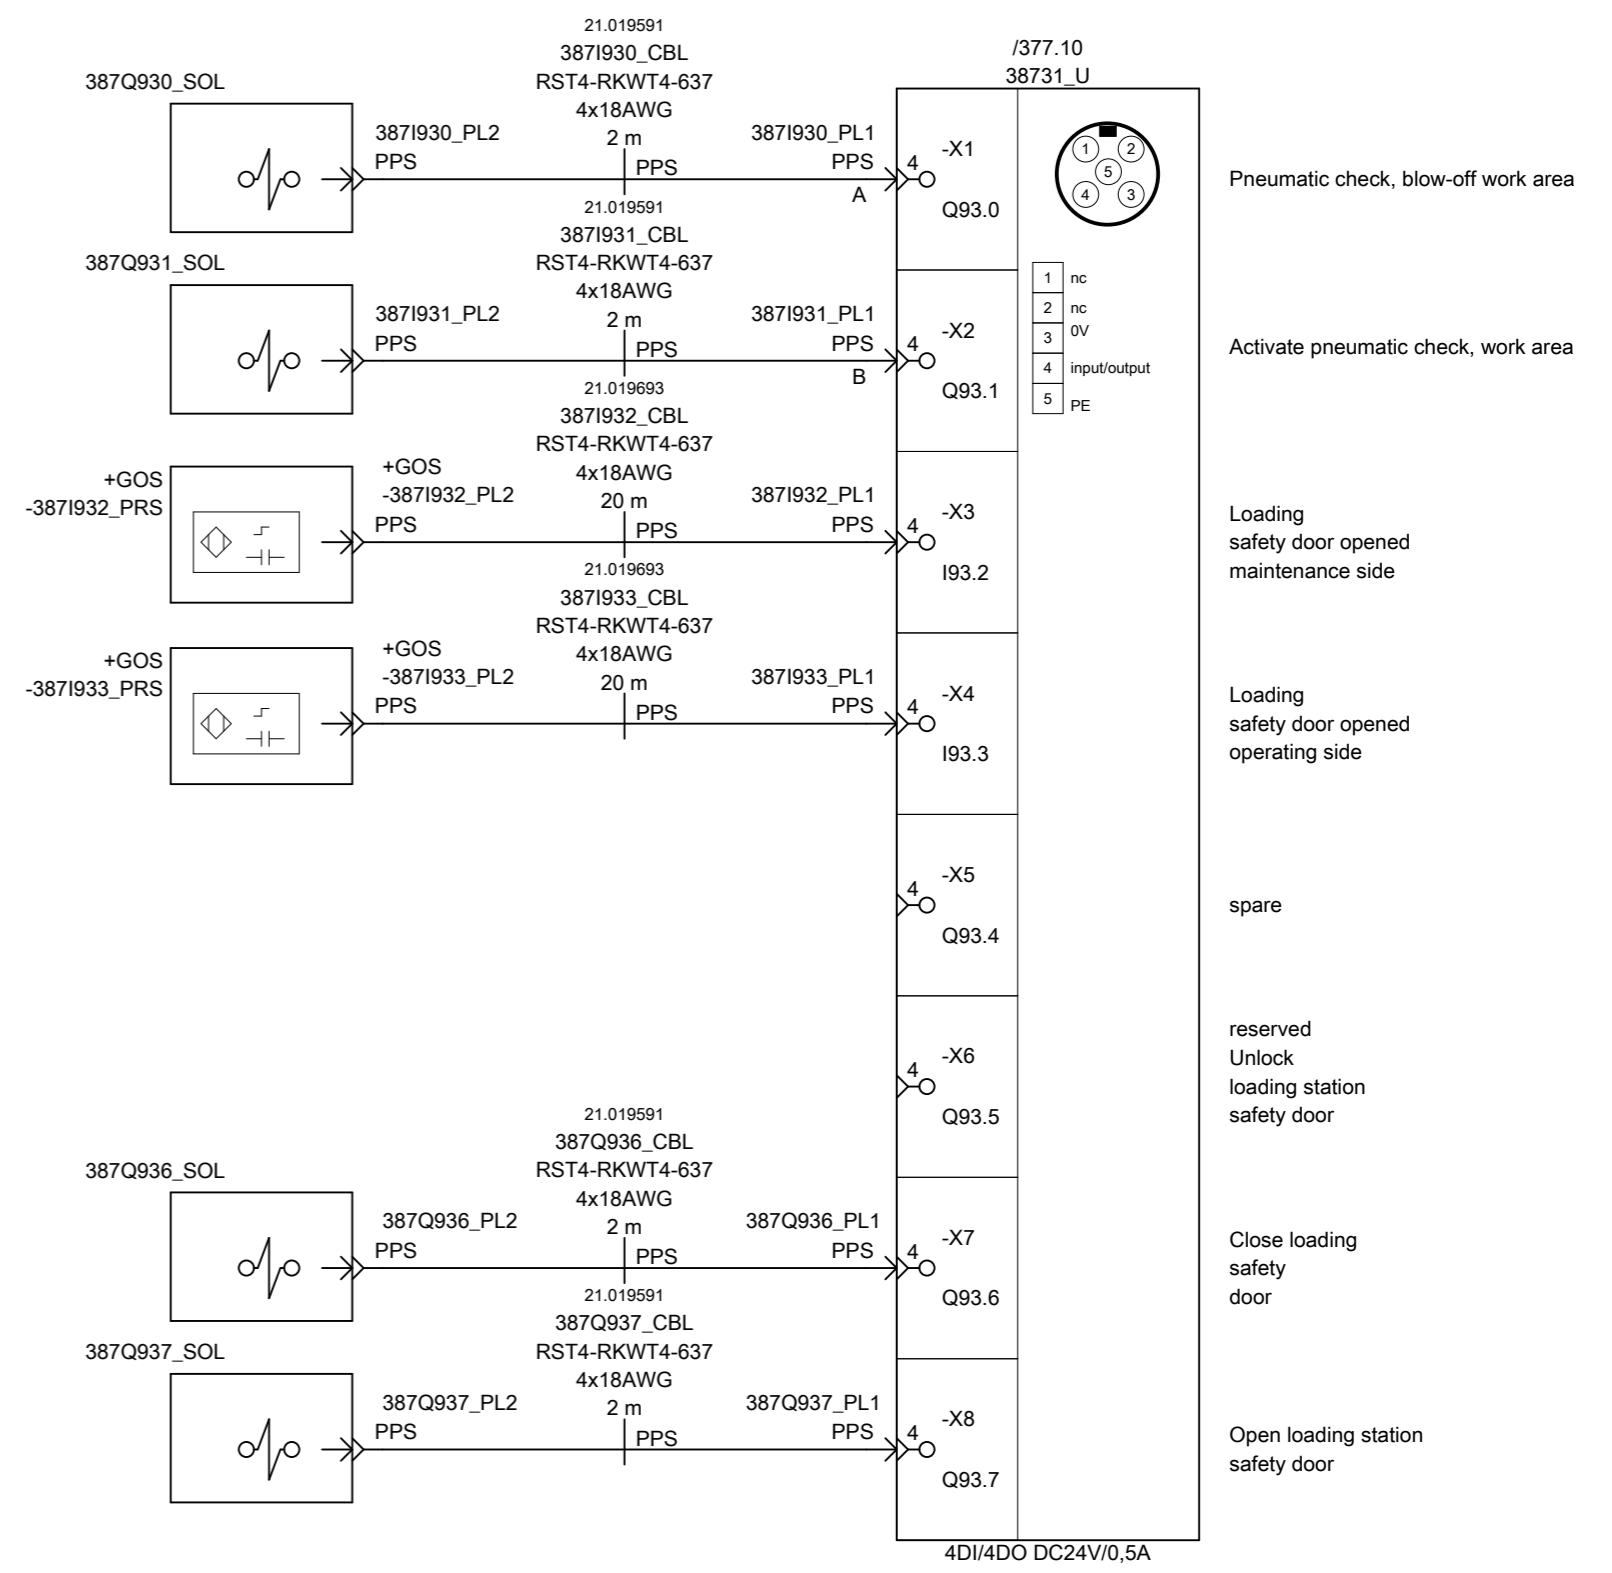 /377.10
38731_U
21.019591
387I930_CBL
RST4-RKWT4-637
4x18AWG
2 m
387Q930_SOL
387I930_PL2
PPS
PPS
387I930_PL1
PPS
A
4
-X1
Q93.0
1
2
5
4
3
Pneumatic check, blow-off work area
21.019591
387I931_CBL
RST4-RKWT4-637
4x18AWG
2 m
387Q931_SOL
387I931_PL2
PPS
PPS
387I931_PL1
PPS
B
4
-X2
Q93.1
1 nc
2 nc
3 0V
4 input/output
5 PE
Activate pneumatic check, work area
21.019693
387I932_CBL
RST4-RKWT4-637
4x18AWG
20 m
+GOS
-387I932_PRS
+GOS
-387I932_PL2
PPS
PPS
387I932_PL1
PPS
4
-X3
I93.2
Loading
safety door opened
maintenance side
21.019693
387I933_CBL
RST4-RKWT4-637
4x18AWG
20 m
+GOS
-387I933_PRS
+GOS
-387I933_PL2
PPS
PPS
387I933_PL1
PPS
4
-X4
I93.3
Loading
safety door opened
operating side
4
-X5
Q93.4
spare
4
-X6
Q93.5
reserved
Unlock
loading station
safety door
21.019591
387Q936_CBL
RST4-RKWT4-637
4x18AWG
2 m
387Q936_SOL
387Q936_PL2
PPS
PPS
387Q936_PL1
PPS
4
-X7
Q93.6
Close loading
safety
door
21.019591
387Q937_CBL
RST4-RKWT4-637
4x18AWG
2 m
387Q937_SOL
387Q937_PL2
PPS
PPS
387Q937_PL1
PPS
4
-X8
Q93.7
Open loading station
safety door
4DI/4DO DC24V/0,5A